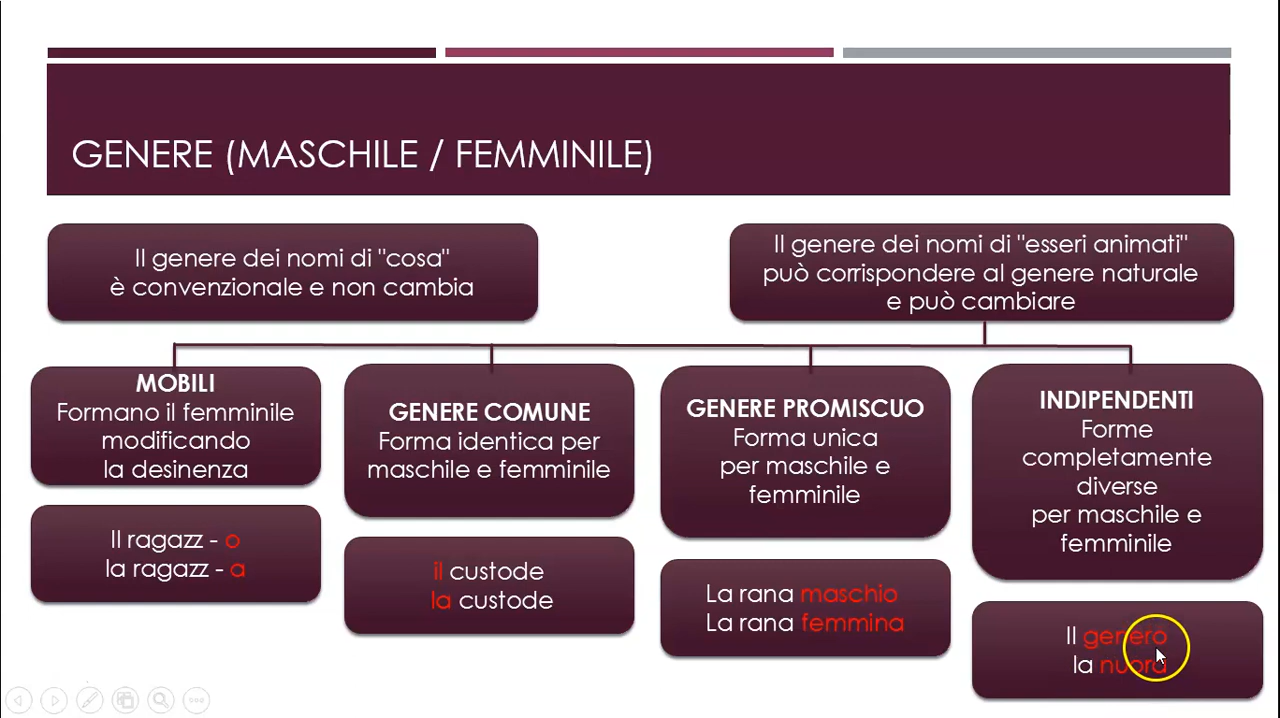 GENERE (MASCHILE / FEMMINILE)
Il genere dei nomi di "cosa"
è convenzionale e non cambia
Il genere dei nomi di "esseri animati"
può corrispondere al genere naturale
e può cambiare
MOBILI
Formano il femminile
modificando
la desinenza
Il ragazz - o
la ragazz - a
GENERE COMUNE
Forma identica per
maschile e femminile
il custode
la custode
GENERE PROMISCUO
Forma unica
per maschile e
femminile
La rana maschio
La rana femmina
INDIPENDENTI
Forme
completamente
diverse
per maschile e
femminile
Il genero
la nuora